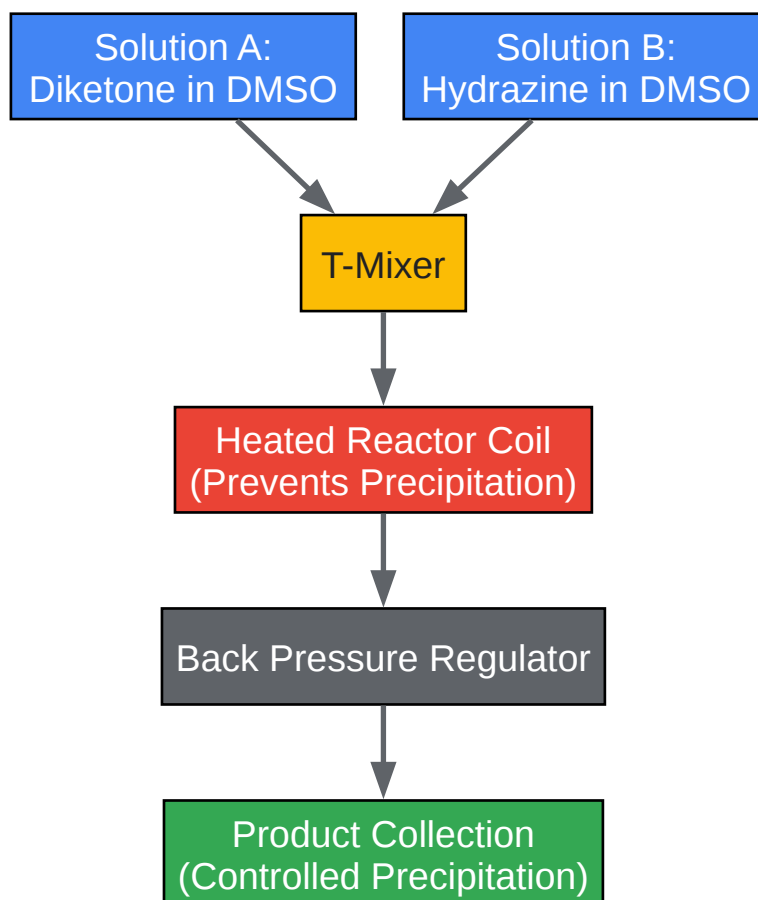 Solution A:
Diketone in DMSO
Solution B:
Hydrazine in DMSO
T-Mixer
Heated Reactor Coil
(Prevents Precipitation)
Back Pressure Regulator
Product Collection
(Controlled Precipitation)